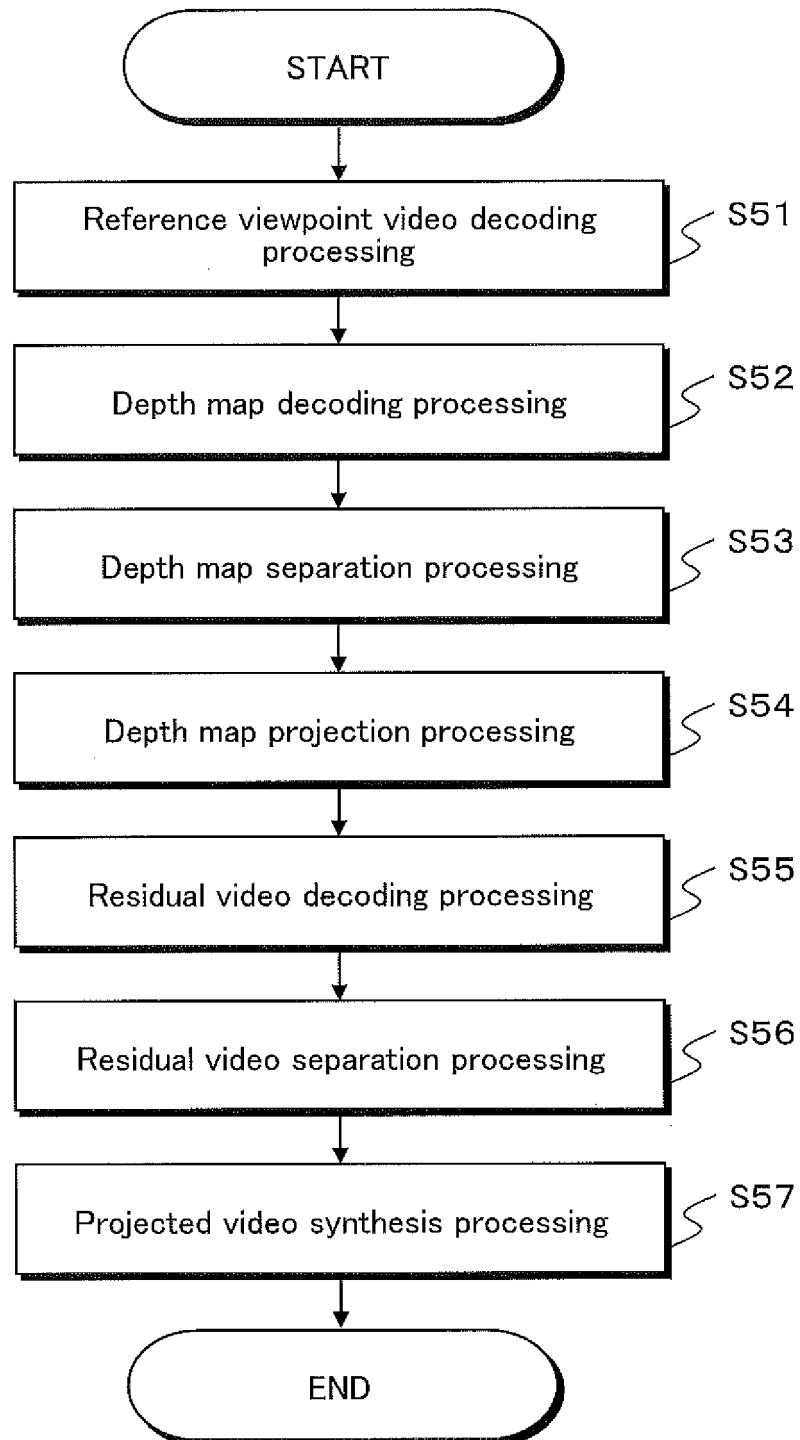 START
Reference viewpoint video decoding
processing
S51
Depth map decoding processing
S52
Depth map separation processing
S53
Depth map projection processing
S54
Residual video decoding processing
S55
Residual video separation processing
S56
Projected video synthesis processing
S57
END